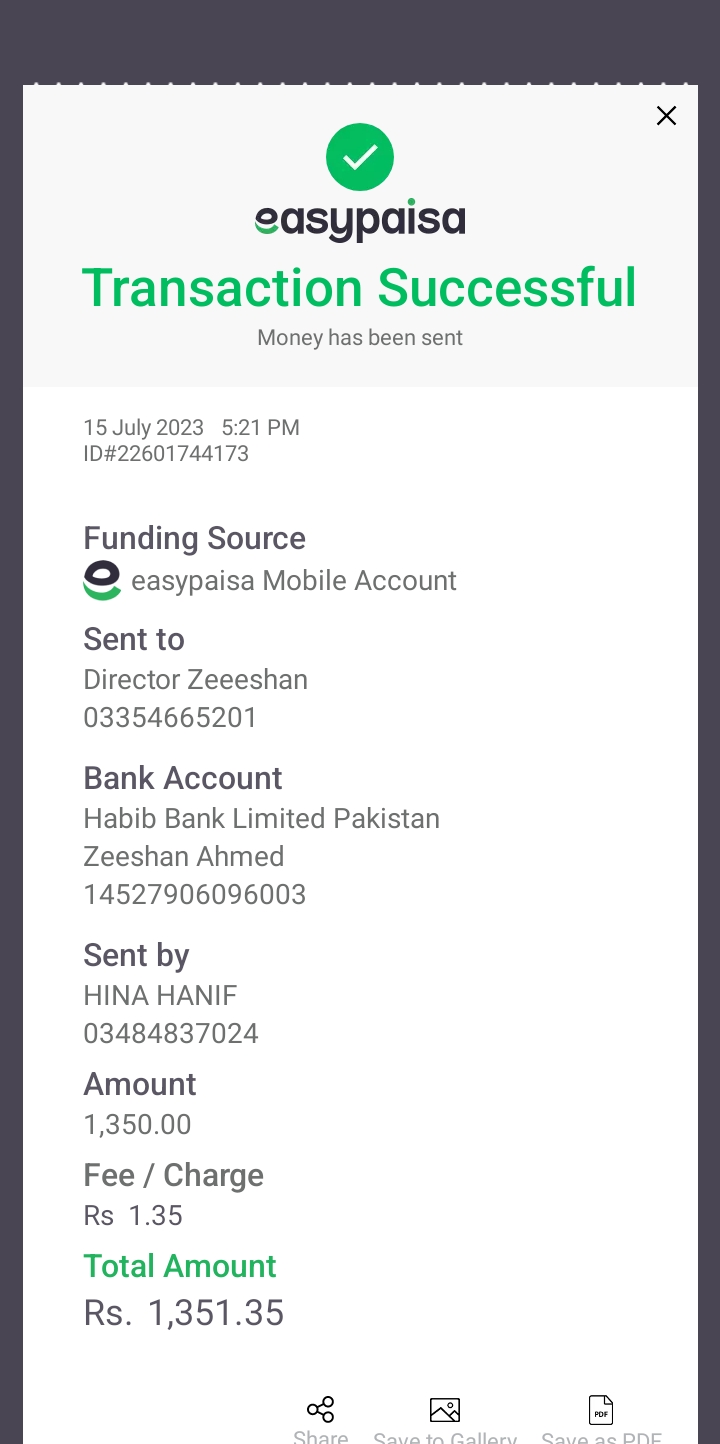 easypaisa
Transaction Successful
Money has been sent
15 July 2023 5:21 PM
ID#22601744173
Funding Source
easypaisa Mobile Account
Sent to
Director Zeeeshan
03354665201
Bank Account
Habib Bank Limited Pakistan
Zeeshan Ahmed
14527906096003
Sent by
HINA HANIF
03484837024
Amount
1,350.00
Fee / Charge
Rs 1.35
Total Amount
Rs. 1,351.35
PDF
Share Save to Gallery Save as PDF